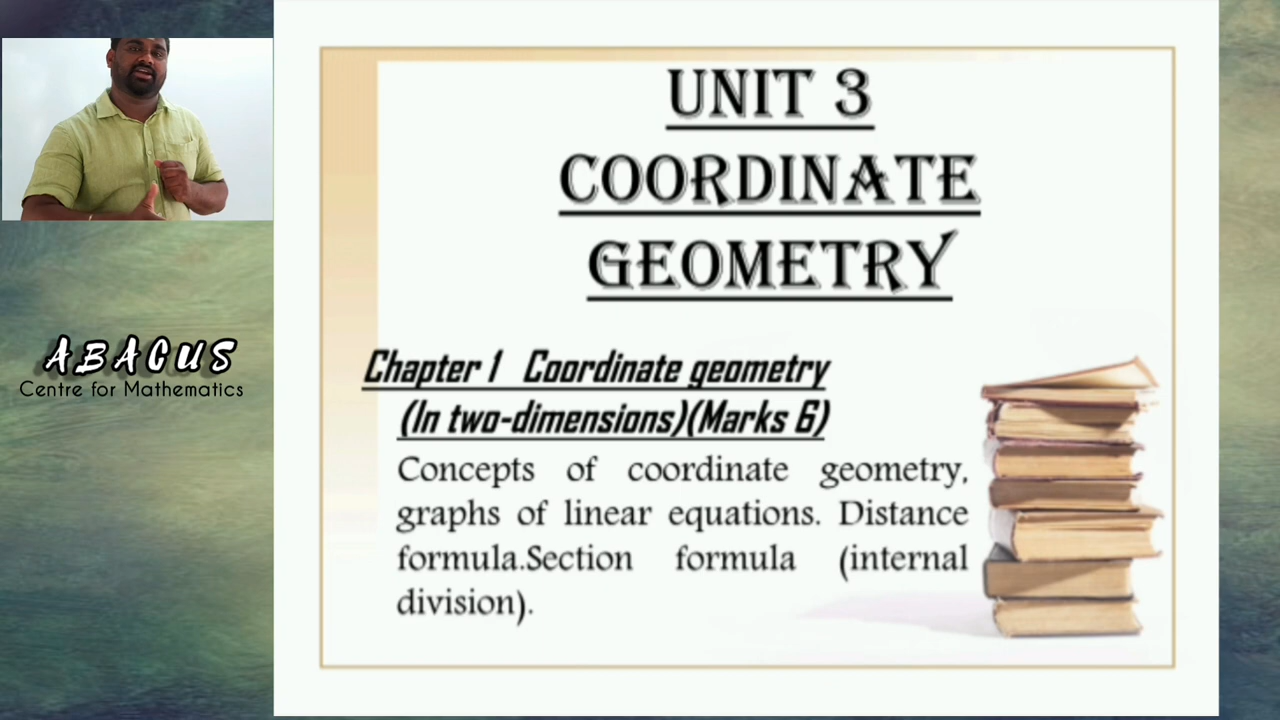 UNIT 3
COORDINATE
GEOMETRY
ABACUS
Centre for Mathematics
Chapter 1 Coordinate geometry
(In two-dimensions)(Marks 6)
Concepts of coordinate geometry,
graphs of linear equations. Distance
formula.Section formula (internal
division).